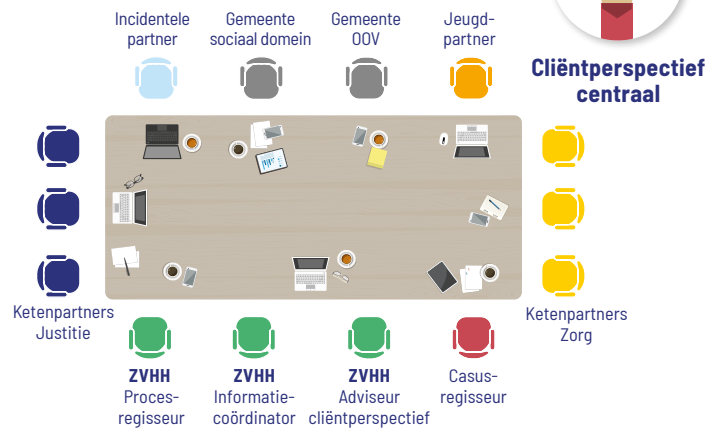 Incidentele
partner
Gemeente
sociaal domein
Gemeente
OOV
Jeugd-
partner
Cliëntperspectief
centraal
Ketenpartners
Justitie
Ketenpartners
Zorg
ZVHH
Proces-
regisseur
ZVHH
Informatie-
coördinator
ZVHH
Adviseur
cliëntperspectief
Casus-
regisseur